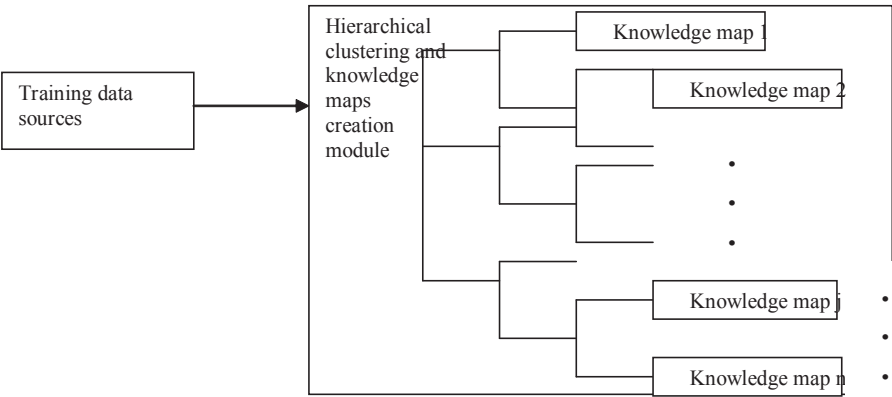 Training data
sources
Hierarchical
clustering and
knowledge
maps
creation
module
Knowledge map 1
Knowledge map 2
Knowledge map j
Knowledge map n